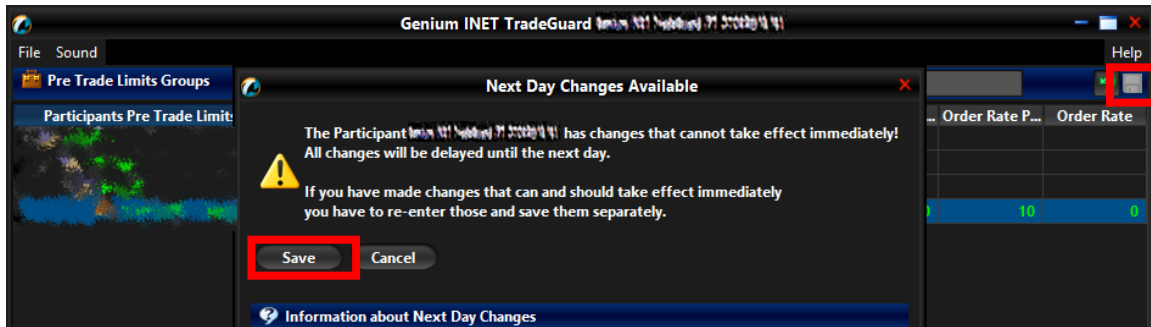 Genium INET TradeGuard
File Sound Help
Pre Trade Limits Groups
Next Day Changes Available
Participants Pre Trade Limit
... Order Rate P... Order Rate
The Participant has changes that cannot take effect immediately!
All changes will be delayed until the next day.
If you have made changes that can and should take effect immediately
you have to re-enter those and save them separately.
10 0
Save Cancel
Information about Next Day Changes